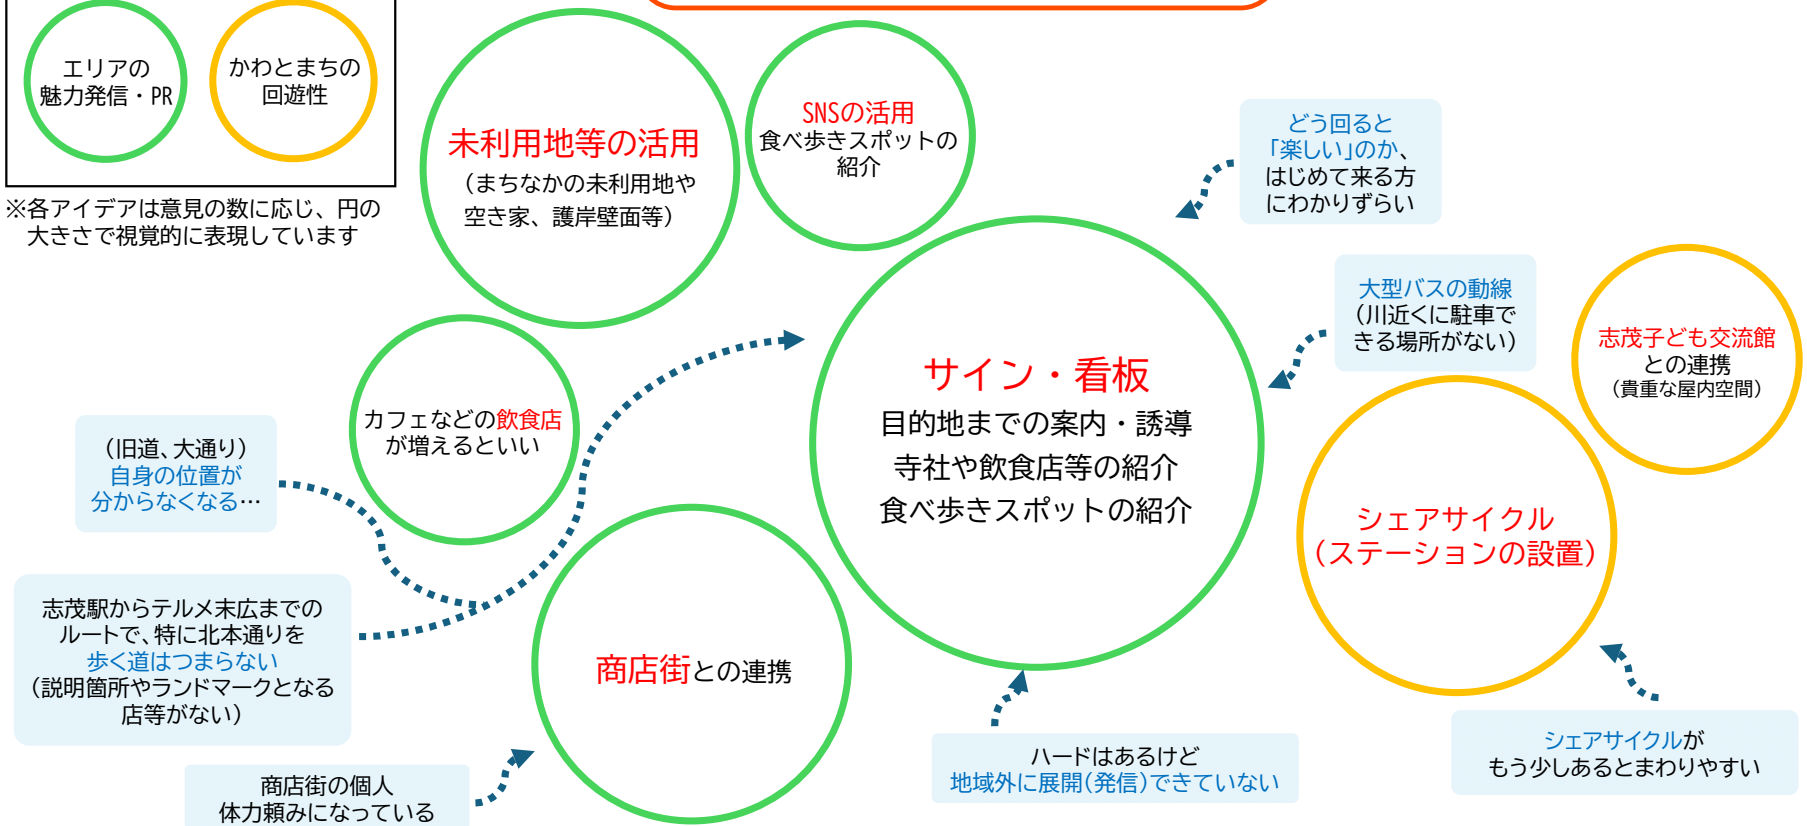 エリアの
魅力発信・PR
かわとまちの
回遊性
※各アイデアは意見の数に応じ、円の
大きさで視覚的に表現しています
未利用地等の活用
（まちなかの未利用地や
空き家、護岸壁面等）
SNSの活用
食べ歩きスポットの
紹介
どう回ると
「楽しい」のか、
はじめて来る方
にわかりずらい
大型バスの動線
（川近くに駐車で
きる場所がない）
志茂子ども交流館
との連携
（貴重な屋内空間）
カフェなどの飲食店
が増えるといい
サイン・看板
目的地までの案内・誘導
寺社や飲食店等の紹介
食べ歩きスポットの紹介
（旧道、大通り）
自身の位置が
分からなくなる…
シェアサイクル
（ステーションの設置）
志茂駅からテルメ末広までの
ルートで、特に北本通りを
歩く道はつまらない
（説明箇所やランドマークとなる
店等がない）
商店街との連携
商店街の個人
体力頼みになっている
ハードはあるけど
地域外に展開（発信）できていない
シェアサイクルが
もう少しあるとまわりやすい